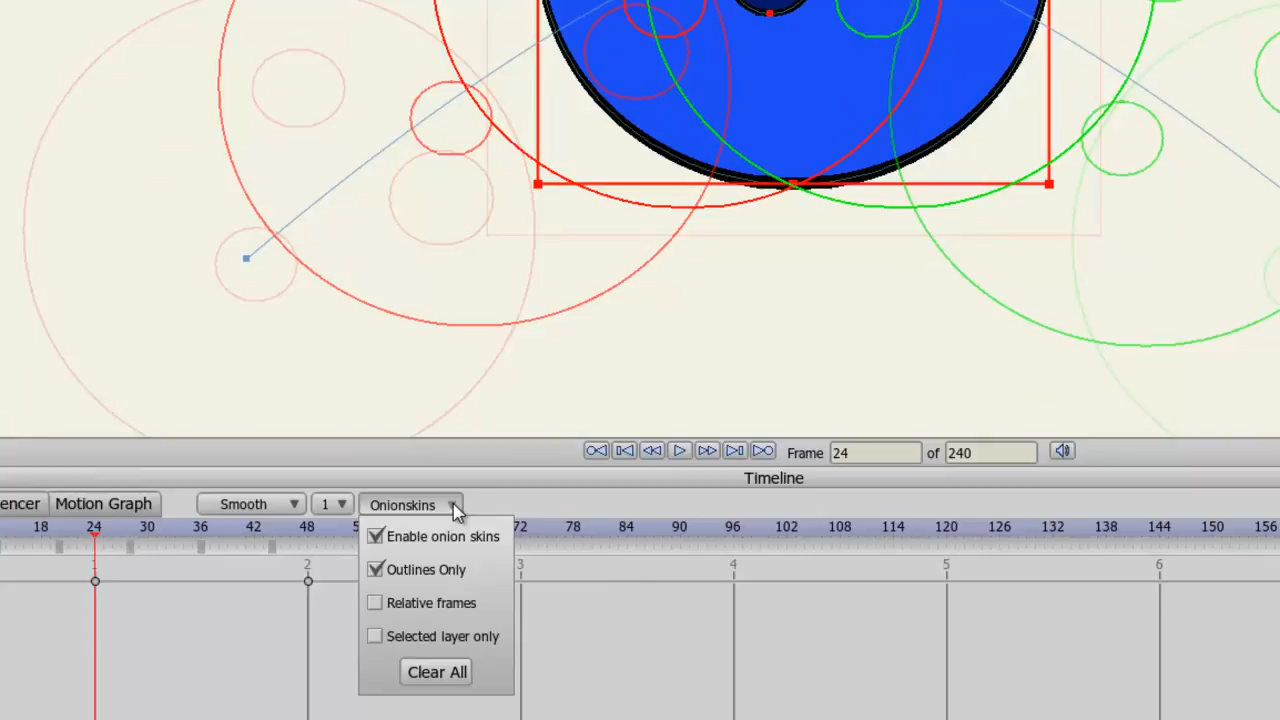 Frame 24 of 240
Timeline
encer Motion Graph Smooth 1 Onionskins
18 24 30 36 42 48 5 72 78 84 90 96 102 108 114 120 126 132 138 144 150 156
1 2 3 4 5 6
Enable onion skins
Outlines Only
Relative frames
Selected layer only
Clear All